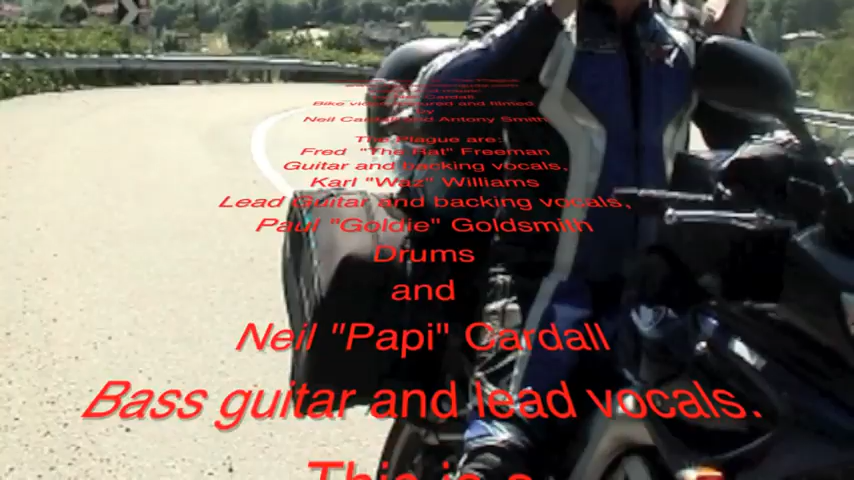 Bike video
and filmed
by
Neil Cardall and Antony Smith
The Plague are:
Fred "The Rat" Freeman
Guitar and backing vocals,
Karl "Waz" Williams
Lead Guitar and backing vocals,
Paul "Goldie" Goldsmith
Drums
and
Neil "Papi" Cardall
Bass guitar and lead vocals.
This is a